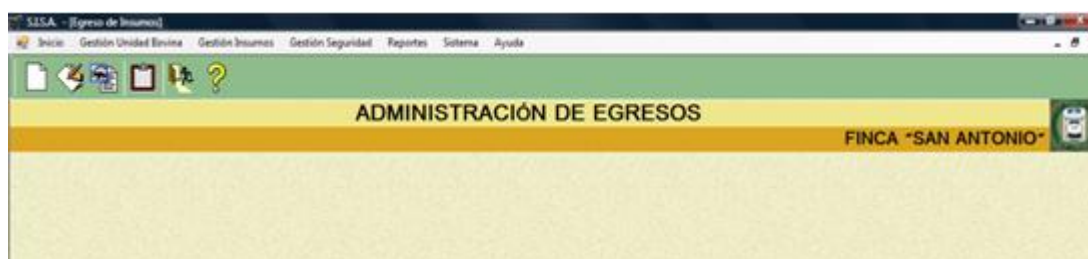 S.I.S.A. - [Egreso de Insumos]
Inicio Gestión Unidad Bovina Gestión Insumos Gestión Seguridad Reportes Sistema Ayuda
ADMINISTRACIÓN DE EGRESOS
FINCA "SAN ANTONIO"